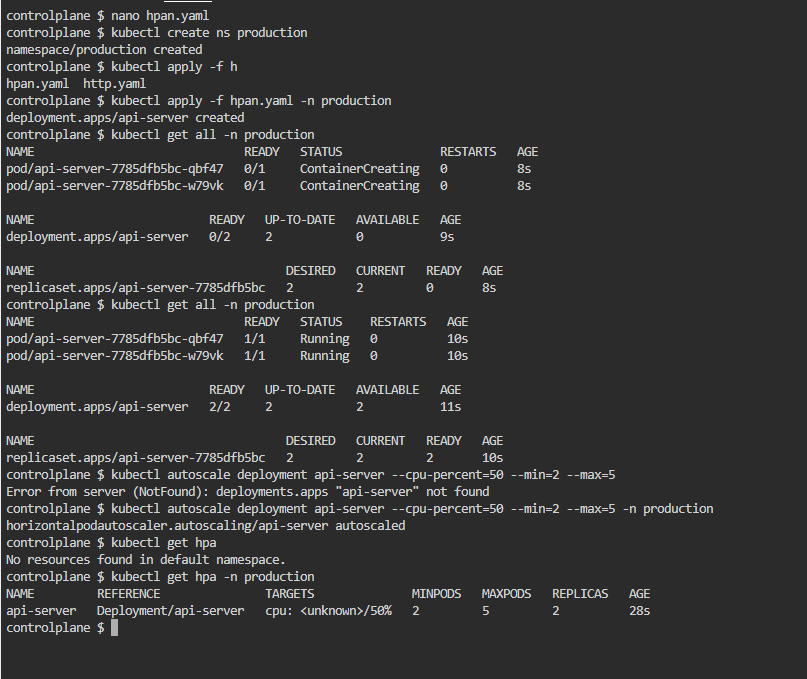 controlplane $ nano hpan.yaml
controlplane $ kubectl create ns production
namespace/production created
controlplane $ kubectl apply -f h
hpan.yaml  http.yaml
controlplane $ kubectl apply -f hpan.yaml -n production
deployment.apps/api-server created
controlplane $ kubectl get all -n production
NAME                              READY   STATUS              RESTARTS   AGE
pod/api-server-7785dfb5bc-qbf47   0/1     ContainerCreating   0          8s
pod/api-server-7785dfb5bc-w79vk   0/1     ContainerCreating   0          8s

NAME                         READY   UP-TO-DATE   AVAILABLE   AGE
deployment.apps/api-server   0/2     2            0           9s

NAME                                    DESIRED   CURRENT   READY   AGE
replicaset.apps/api-server-7785dfb5bc   2         2         0       8s
controlplane $ kubectl get all -n production
NAME                              READY   STATUS    RESTARTS   AGE
pod/api-server-7785dfb5bc-qbf47   1/1     Running   0          10s
pod/api-server-7785dfb5bc-w79vk   1/1     Running   0          10s

NAME                         READY   UP-TO-DATE   AVAILABLE   AGE
deployment.apps/api-server   2/2     2            2           11s

NAME                                    DESIRED   CURRENT   READY   AGE
replicaset.apps/api-server-7785dfb5bc   2         2         2       10s
controlplane $ kubectl autoscale deployment api-server --cpu-percent=50 --min=2 --max=5
Error from server (NotFound): deployments.apps "api-server" not found
controlplane $ kubectl autoscale deployment api-server --cpu-percent=50 --min=2 --max=5 -n production
horizontalpodautoscaler.autoscaling/api-server autoscaled
controlplane $ kubectl get hpa
No resources found in default namespace.
controlplane $ kubectl get hpa -n production
NAME         REFERENCE               TARGETS              MINPODS   MAXPODS   REPLICAS   AGE
api-server   Deployment/api-server   cpu: <unknown>/50%   2         5         2          28s
controlplane $